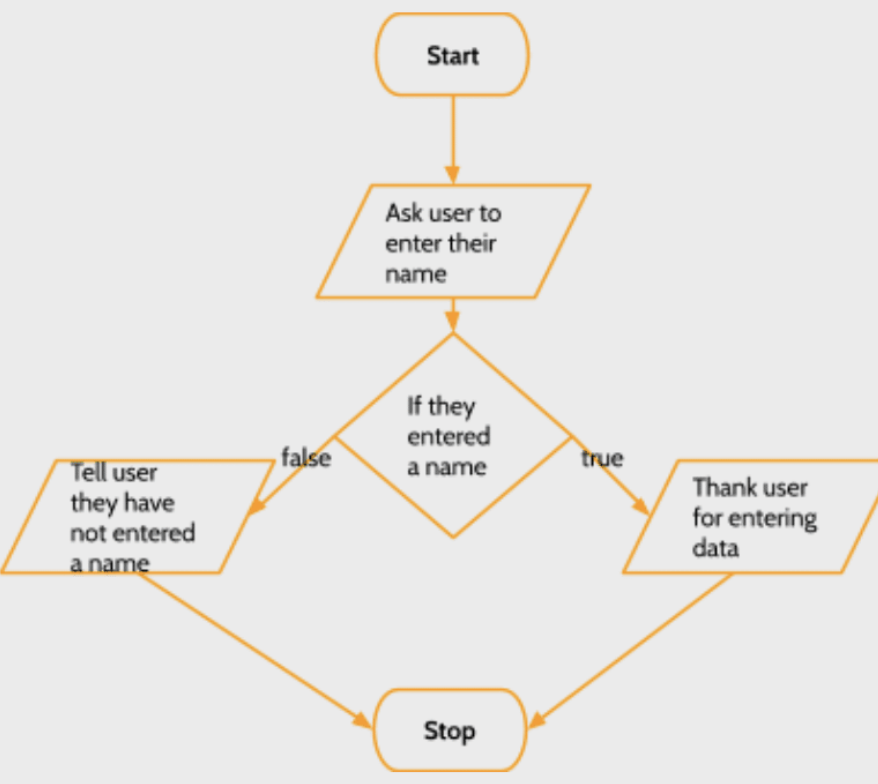 Start
Ask user to
enter their
name
If they
entered
a name
false
true
Tell user
they have
not entered
a name
Thank user
for entering
data
Stop